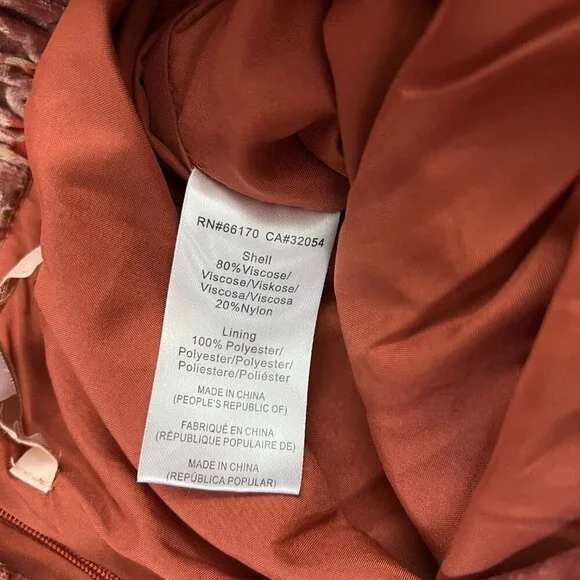 RN#66170 CA#32054
Shell
80%Viscose/
Viscose/Viskose/
Viscosa/Viscosa
20%Nylon
Lining
100% Polyester/
Polyester/Polyester/
Poliestere/Poliéster
MADE IN CHINA
(PEOPLE'S REPUBLIC OF)
FABRIQUÉ EN CHINA
(RÉPUBLIQUE POPULAIRE DE)
MADE IN CHINA
(REPÚBLICA POPULAR)